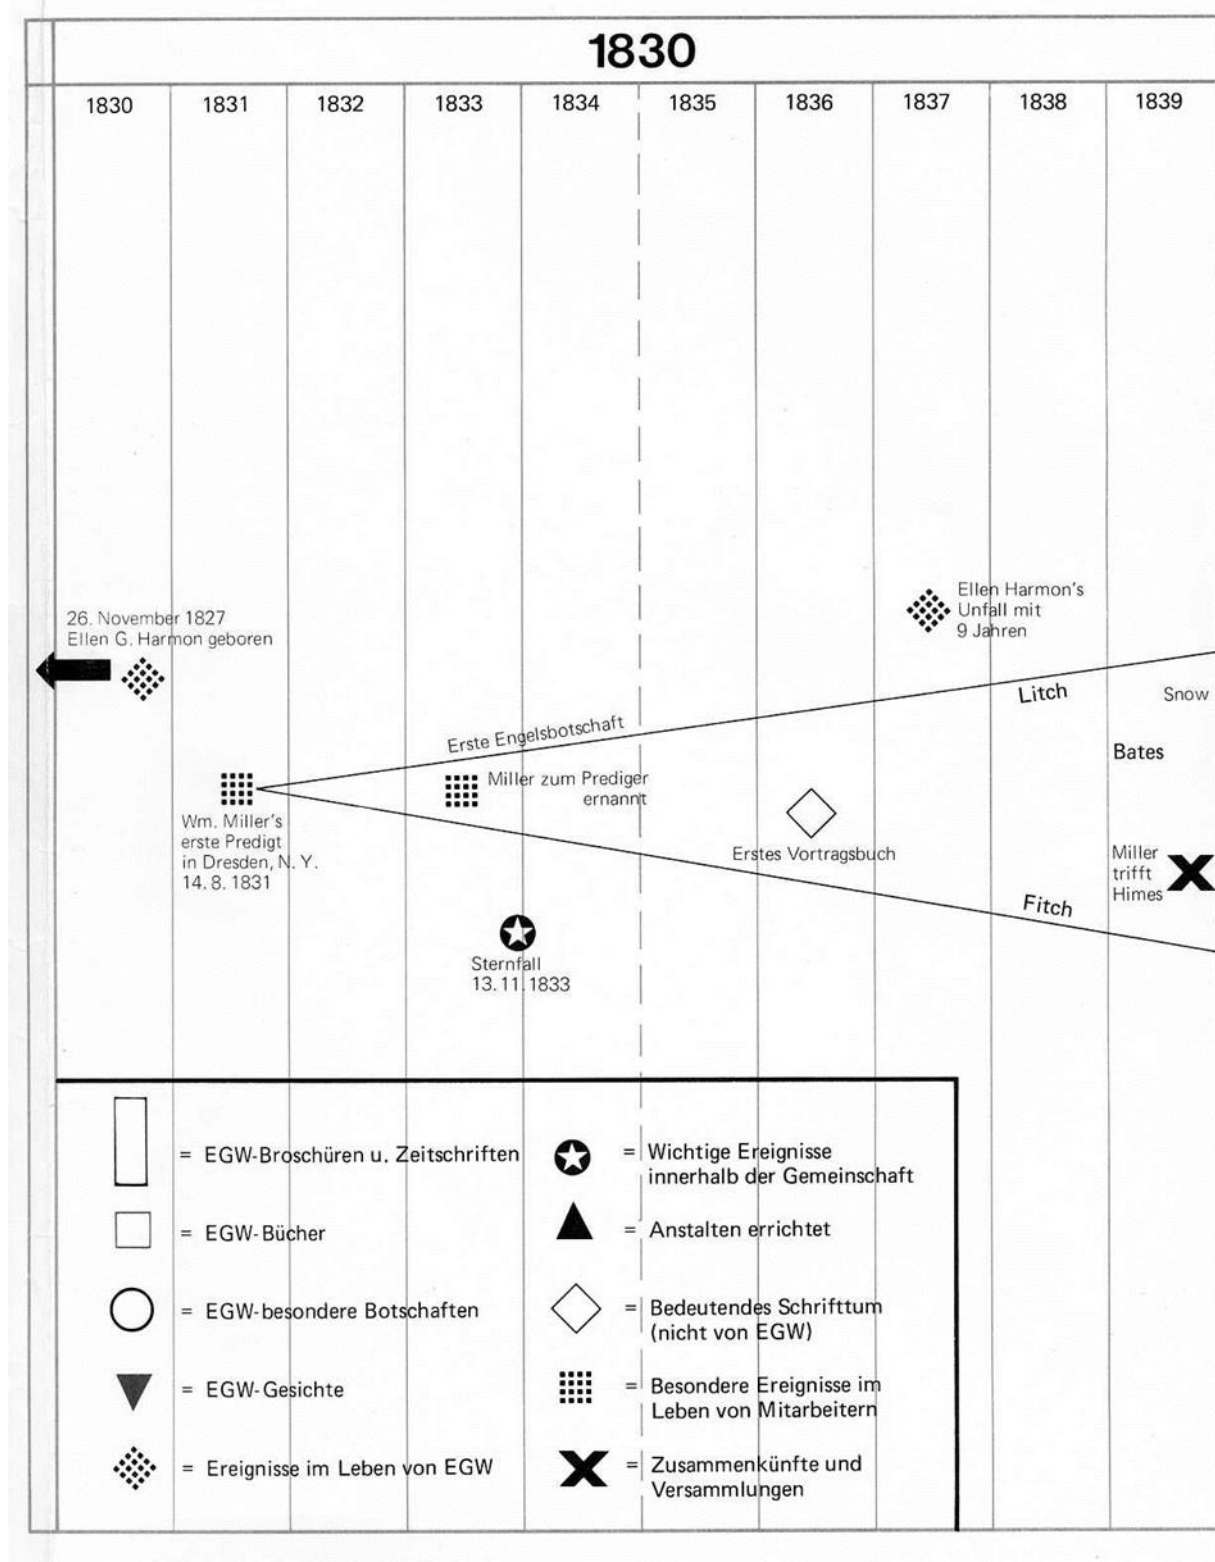 1830
1830
1831
1832
1833
1834
1835
1836
1837
1838
1839
Ellen Harmon's
Unfall mit
9 Jahren
26. November 1827
Ellen G. Harmon geboren
Litch
Snow
Erste Engelsbotschaft
Bates
Miller zum Prediger
ernannt
Wm. Miller's
erste Predigt
in Dresden, N. Y.
14. 8. 1831
Erstes Vortragsbuch
Miller
trifft
Himes
Fitch
Sternfall
13. 11. 1833
= EGW-Broschüren u. Zeitschriften
= EGW-Bücher
= EGW-besondere Botschaften
= EGW-Gesichte
= Ereignisse im Leben von EGW
= Wichtige Ereignisse
innerhalb der Gemeinschaft
= Anstalten errichtet
= Bedeutendes Schrifttum
(nicht von EGW)
= Besondere Ereignisse im
Leben von Mitarbeitern
= Zusammenkünfte und
Versammlungen